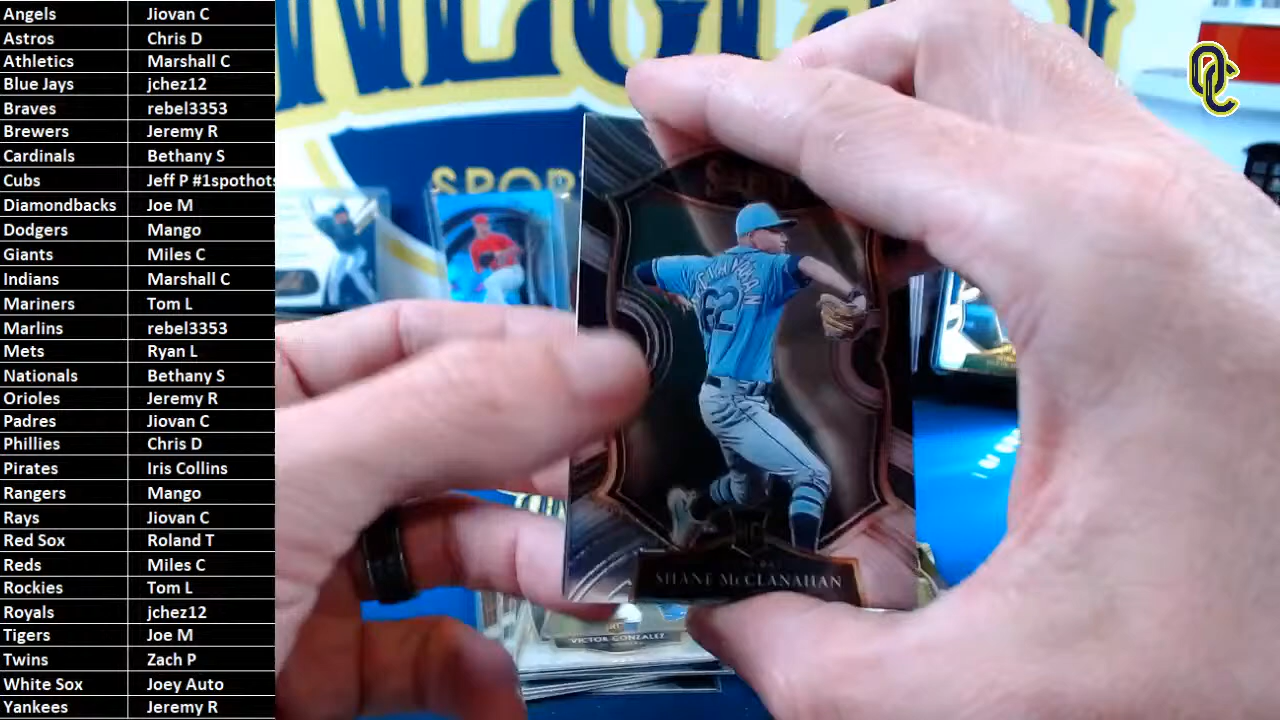 Angels Jiovan C
Astros Chris D
Athletics Marshall C
Blue Jays jchez12
Braves rebel3353
Brewers Jeremy R
Cardinals Bethany S
Cubs Jeff P #1spothots
Diamondbacks Joe M
Dodgers Mango
Giants Miles C
Indians Marshall C
Mariners Tom L
Marlins rebel3353
Mets Ryan L
Nationals Bethany S
Orioles Jeremy R
Padres Jiovan C
Phillies Chris D
Pirates Iris Collins
Rangers Mango
Rays Jiovan C
Red Sox Roland T
Reds Miles C
Rockies Tom L
Royals jchez12
Tigers Joe M
Twins Zach P
White Sox Joey Auto
Yankees Jeremy R
OC
SPOR
SHANE McCLANAHAN
VICTOR GONZALEZ